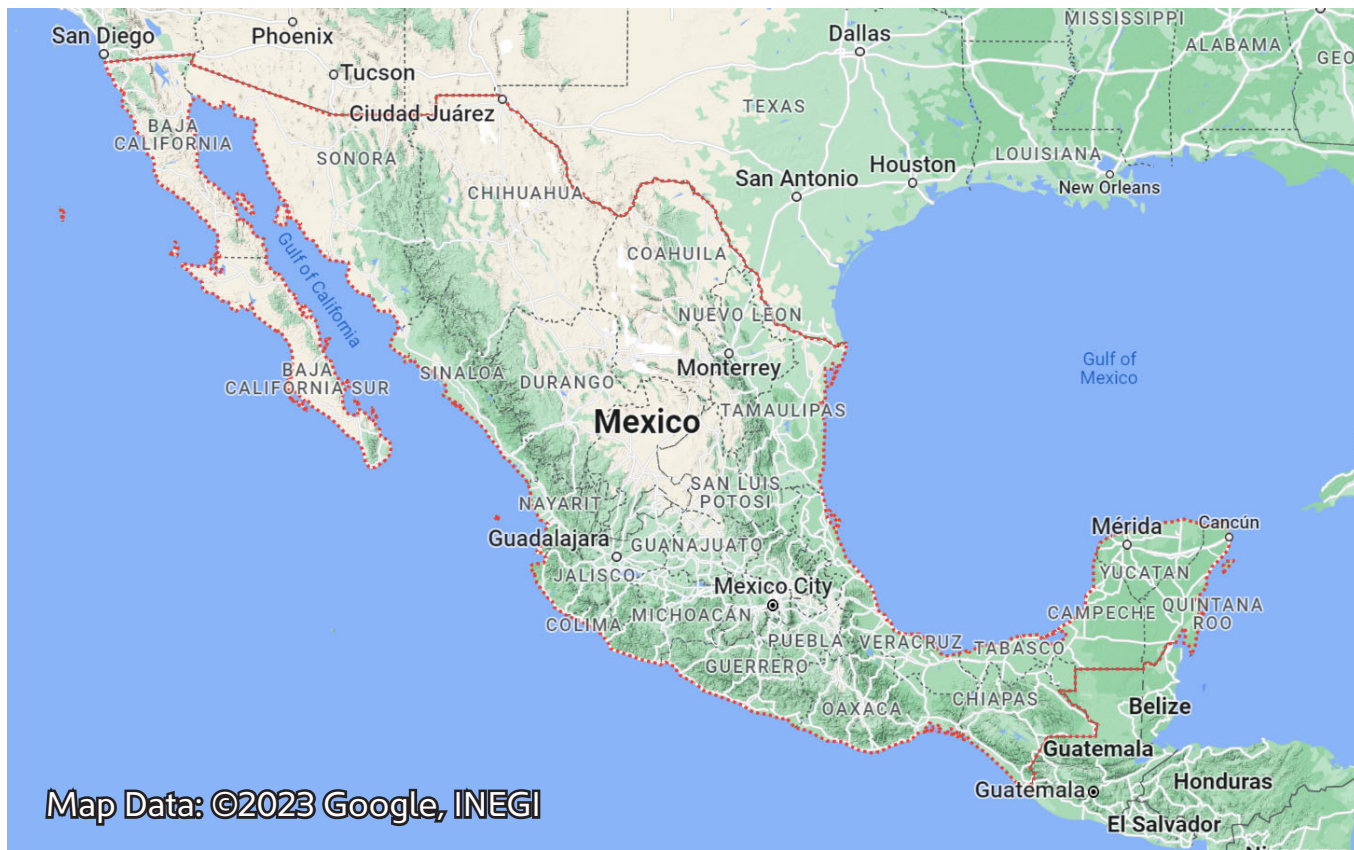 MISSISSIPPI
San Diego
Phoenix
Dallas
ALABAMA
GEO
Tucson
TEXAS
Ciudad Juárez
BAJA
CALIFORNIA
SONORA
LOUISIANA
Houston
San Antonio
New Orleans
CHIHUAHUA
Gulf of California
COAHUILA
NUEVO LEON
Gulf of
Mexico
Monterrey
BAJA
CALIFORNIA SUR
SINALOA
DURANGO
TAMAULIPAS
Mexico
SAN LUIS
POTOSI
NAYARIT
Mérida
Cancún
Guadalajara
GUANAJUATO
JALISCO
YUCATAN
Mexico City
COLIMA
MICHOACÁN
CAMPECHE
QUINTANA
ROO
PUEBLA
VERACRUZ
TABASCO
GUERRERO
OAXACA
CHIAPAS
Belize
Guatemala
Guatemala
Honduras
El Salvador
Map Data: ©2023 Google, INEGI